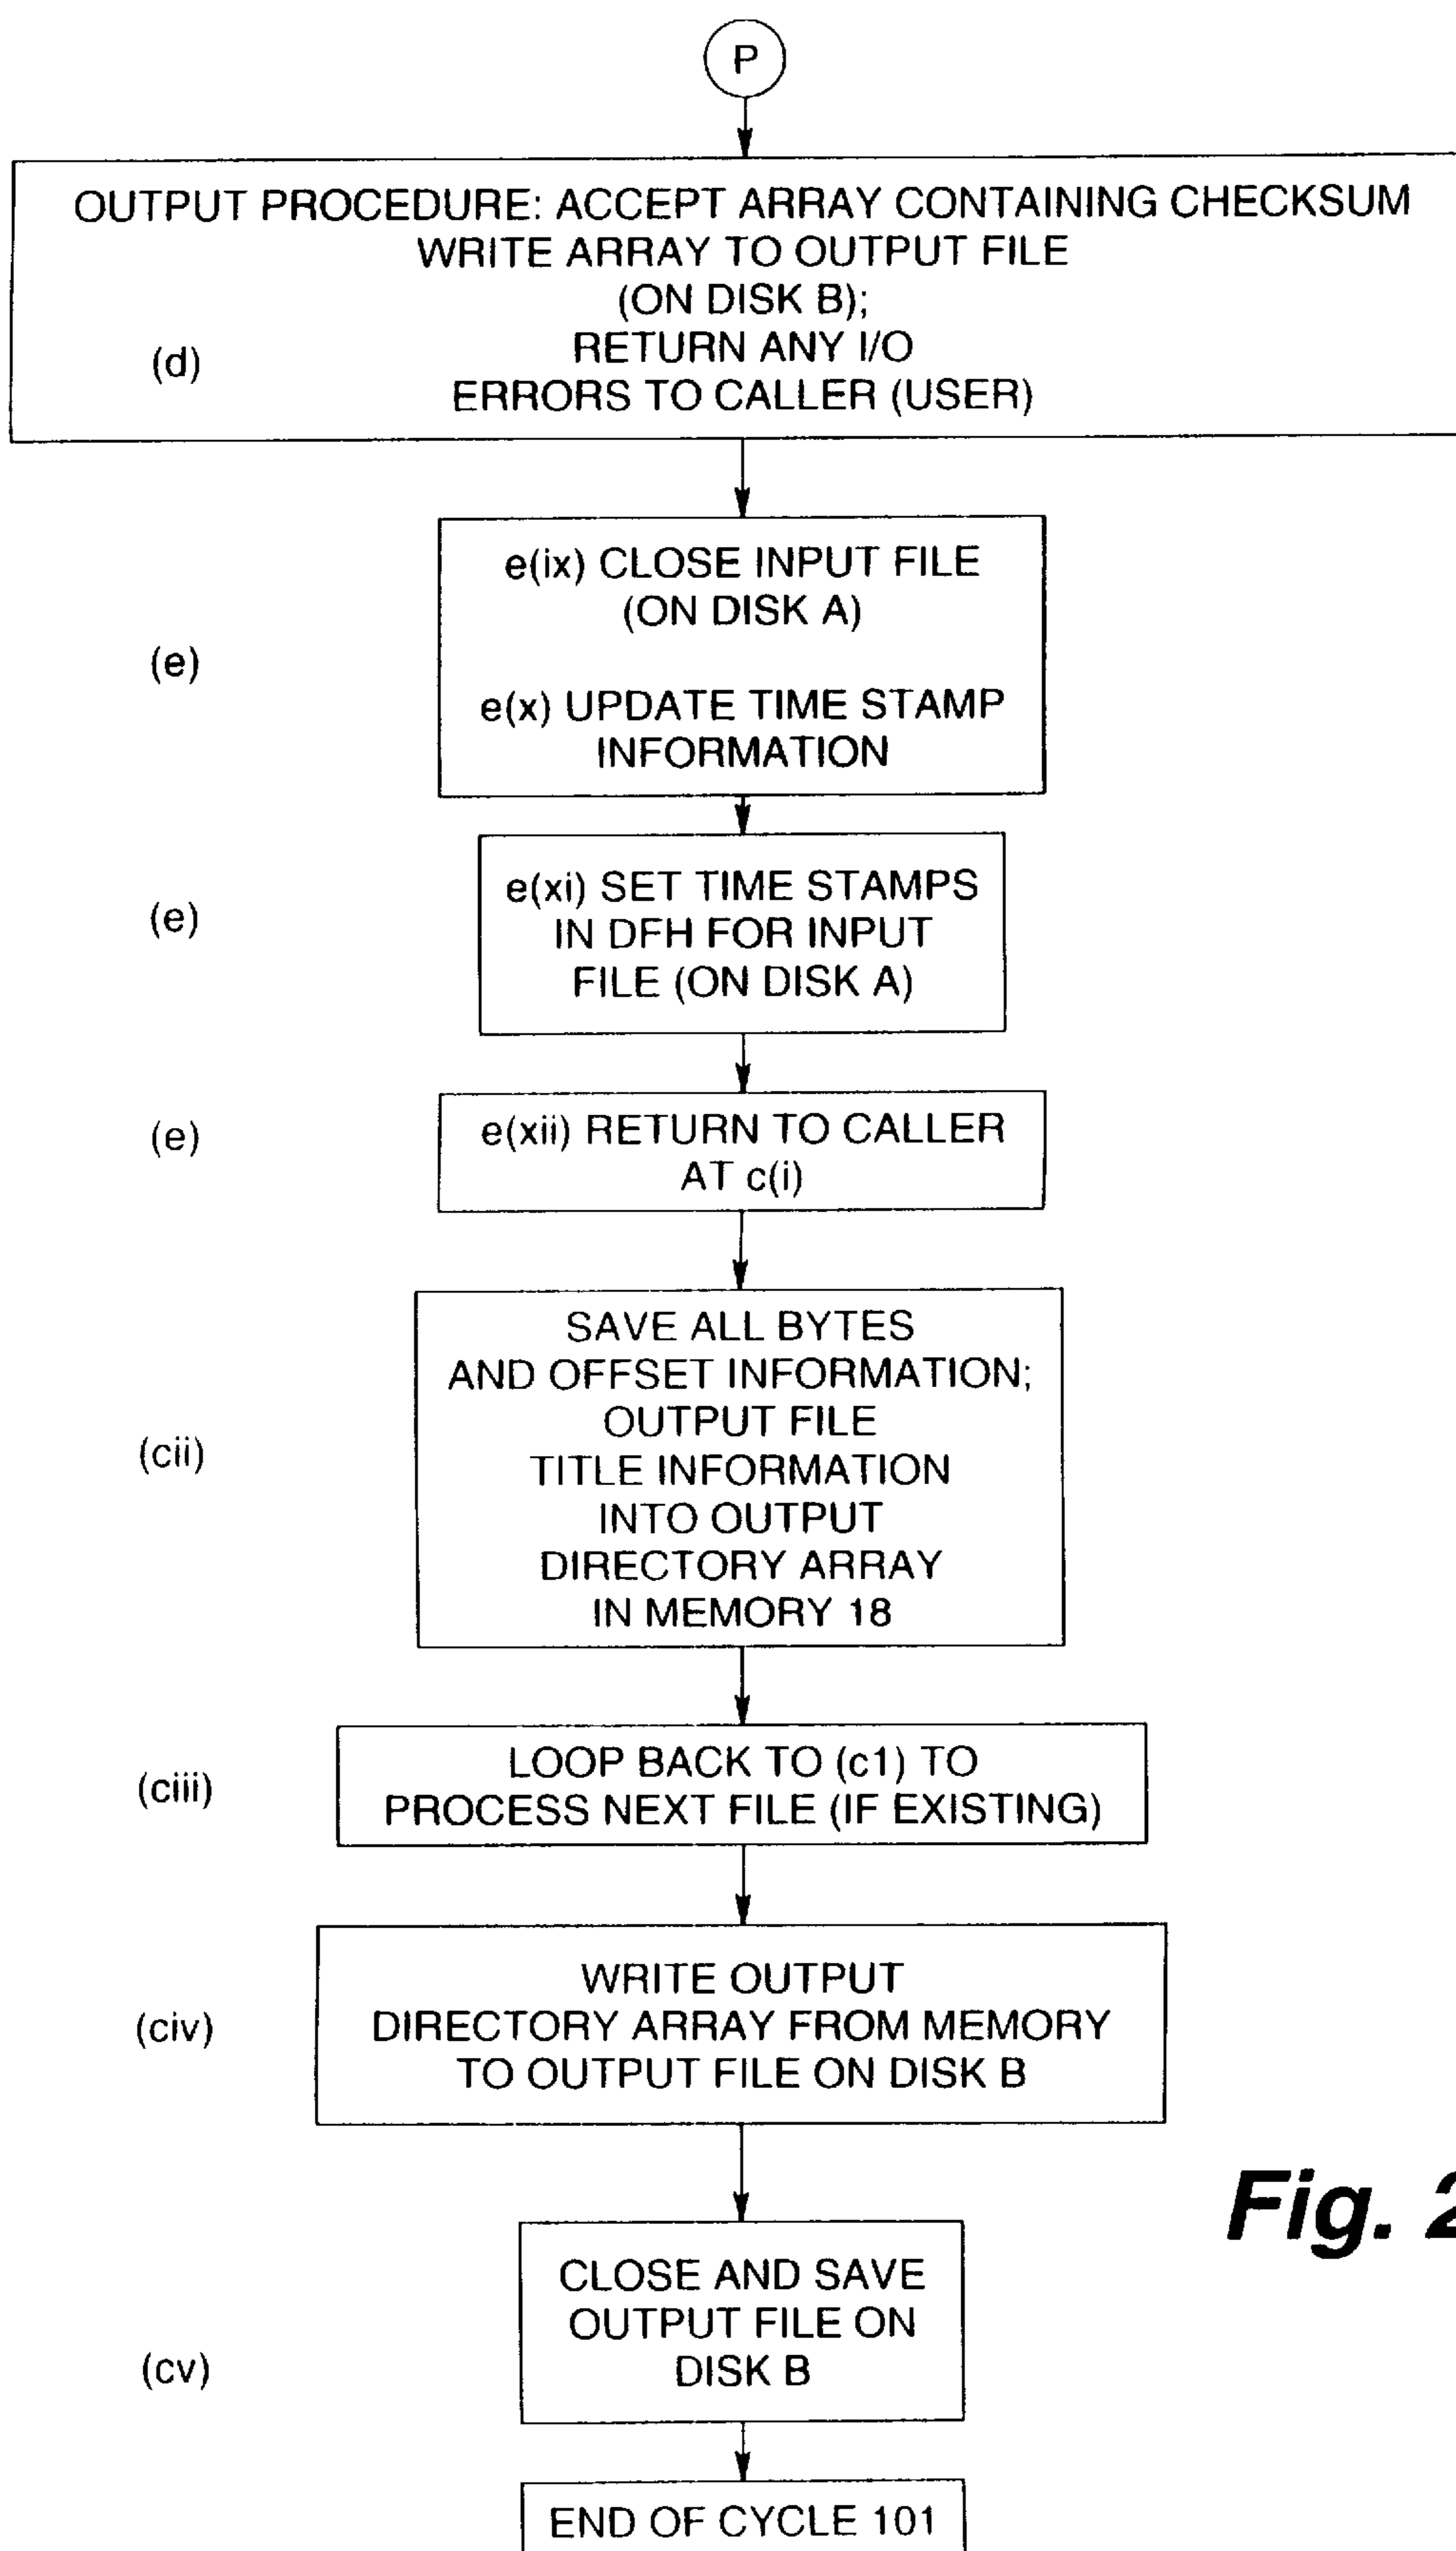 P
OUTPUT PROCEDURE: ACCEPT ARRAY CONTAINING CHECKSUM
WRITE ARRAY TO OUTPUT FILE
(ON DISK B);
RETURN ANY I/O
ERRORS TO CALLER (USER)
(d)
e(ix) CLOSE INPUT FILE
(ON DISK A)
(e)
e(x) UPDATE TIME STAMP
INFORMATION
e(xi) SET TIME STAMPS
IN DFH FOR INPUT
FILE (ON DISK A)
(e)
e(xii) RETURN TO CALLER
AT c(i)
(e)
SAVE ALL BYTES
AND OFFSET INFORMATION;
OUTPUT FILE
TITLE INFORMATION
INTO OUTPUT
DIRECTORY ARRAY
IN MEMORY 18
(cii)
LOOP BACK TO (c1) TO
PROCESS NEXT FILE (IF EXISTING)
(ciii)
WRITE OUTPUT
DIRECTORY ARRAY FROM MEMORY
TO OUTPUT FILE ON DISK B
(civ)
Fig. 2
CLOSE AND SAVE
OUTPUT FILE ON
DISK B
(cv)
END OF CYCLE 101